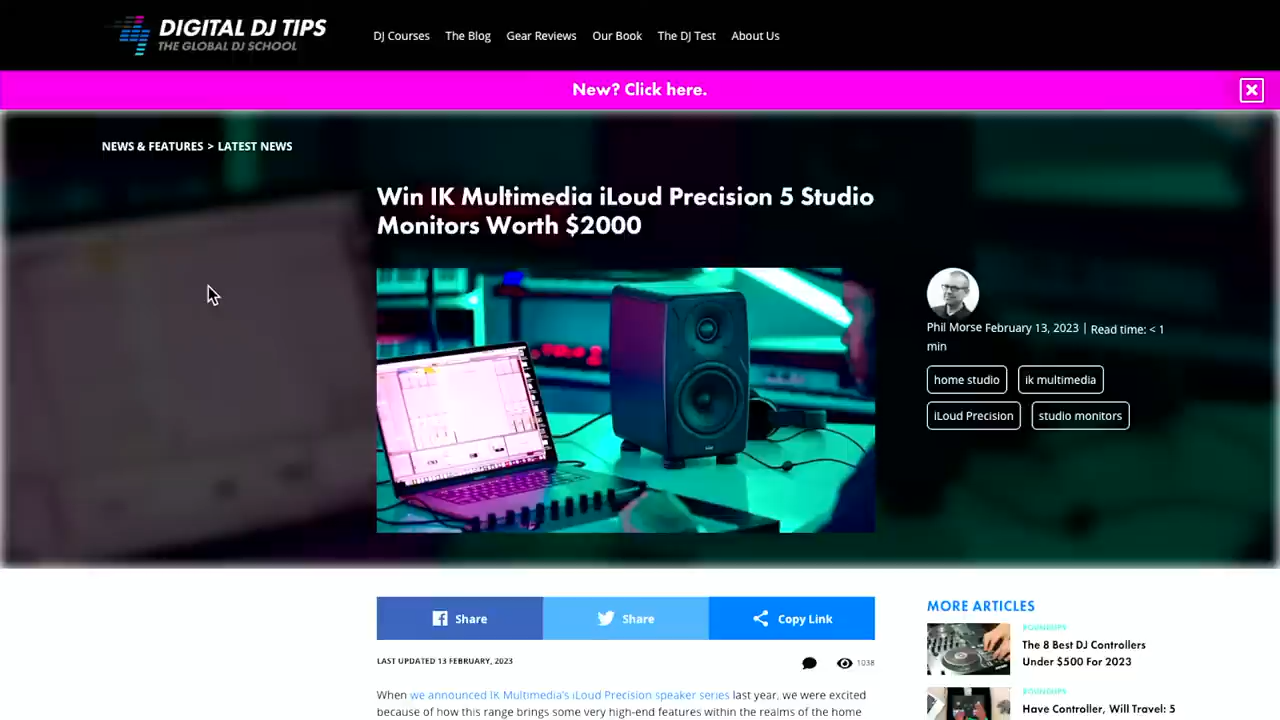 DIGITAL DJ TIPS
THE GLOBAL DJ SCHOOL
DJ Courses
The Blog
Gear Reviews
Our Book
The DJ Test
About Us
New? Click here.
NEWS & FEATURES > LATEST NEWS
Win IK Multimedia iLoud Precision 5 Studio
Monitors Worth $2000
Phil Morse February 13, 2023 | Read time: < 1
min
home studio
ik multimedia
iLoud Precision
studio monitors
Share
Share
Copy Link
LAST UPDATED 13 FEBRUARY, 2023
1038
When we announced IK Multimedia's iLoud Precision speaker series last year, we were excited
because of how this range brings some very high-end features within the realms of the home
MORE ARTICLES
ROUNDUPS
The 8 Best DJ Controllers
Under $500 For 2023
ROUNDUPS
Have Controller, Will Travel: 5